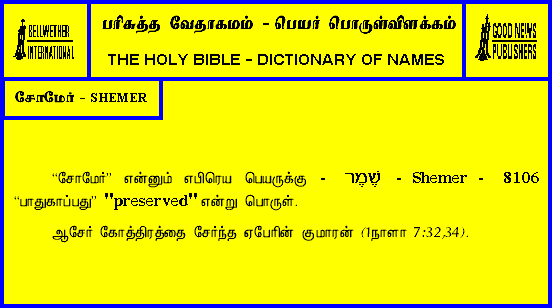 BELLWETHER
INTERNATIONAL
பரிசுத்த வேதாகமம் - பெயர் பொருள்விளக்கம்
THE HOLY BIBLE - DICTIONARY OF NAMES
GOOD NEWS
PUBLISHERS
சோமேர் - SHEMER
“சோமேர்” என்னும் எபிரெய பெயருக்கு - שֶׁמֶר - Shemer - 8106
“பாதுகாப்பது” "preserved" என்று பொருள்.
ஆசேர் கோத்திரத்தை சேர்ந்த ஏபேரின் குமாரன் (1நாளா 7:32,34).